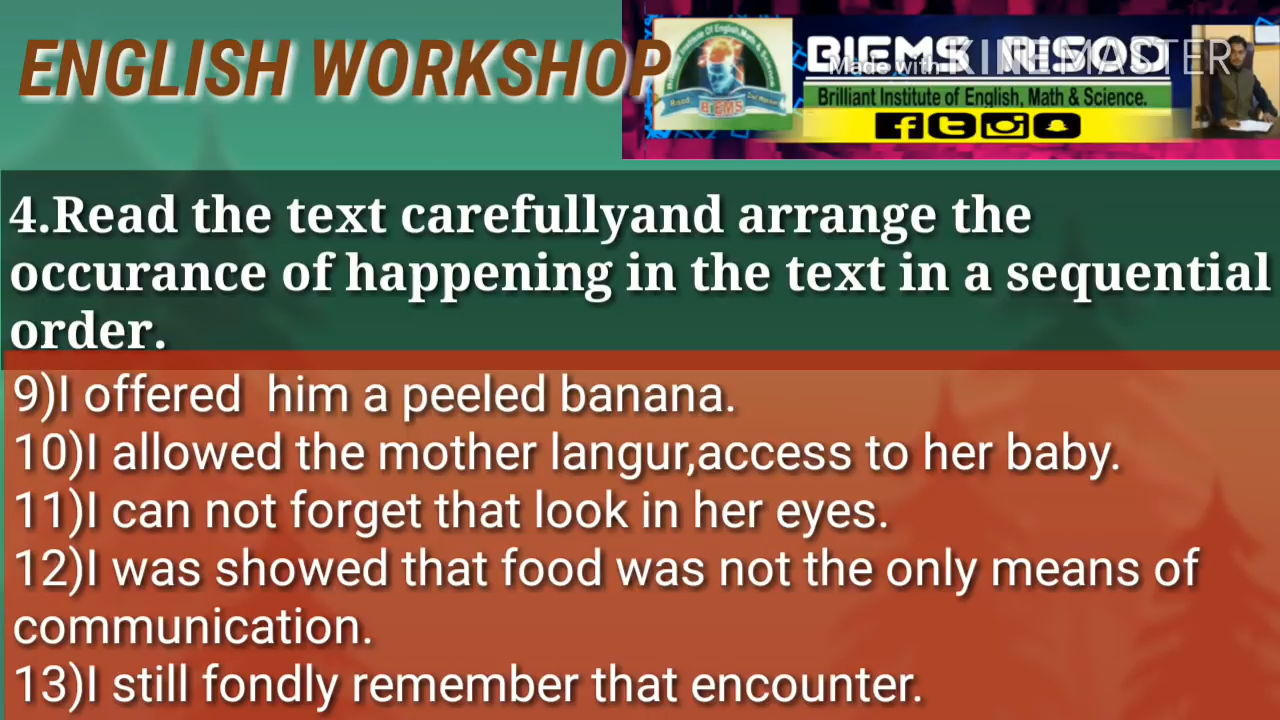 ENGLISH WORKSHOP
Made with KINEMASTER
Brilliant Institute of English, Math & Science.
BIEMS
4.Read the text carefullyand arrange the
occurance of happening in the text in a sequential
order.
9)I offered him a peeled banana.
10)I allowed the mother langur,access to her baby.
11)I can not forget that look in her eyes.
12)I was showed that food was not the only means of
communication.
13)I still fondly remember that encounter.